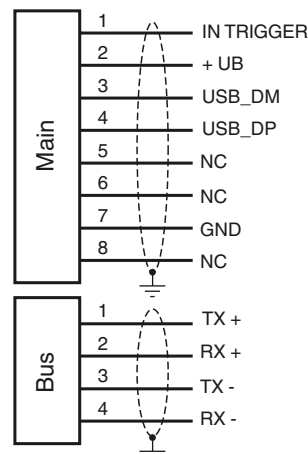 Main
1 IN TRIGGER
2 + UB
3 USB_DM
4 USB_DP
5 NC
6 NC
7 GND
8 NC
Bus
1 TX +
2 RX +
3 TX -
4 RX -